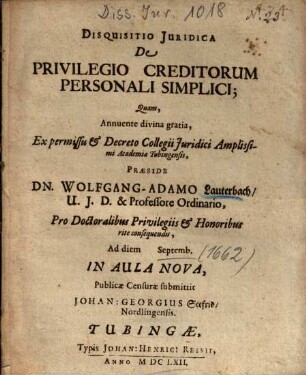 Diss. Jur. 1018
DISQUISITIO JURIDICA
De
PRIVILEGIO CREDITORUM
PERSONALI SIMPLICI;
Quam,
Annuente divina gratia,
Ex permissu & Decreto Collegii Juridici Amplissi-
mi Academiæ Tubingensis,
PRÆSIDE
DN. WOLFGANG-ADAMO Lauterbach/
U. J. D. & Professore Ordinario,
Pro Doctoralibus Privilegiis & Honoribus
rite consequendis,
Ad diem Septemb. (1662)
IN AULA NOVA,
Publicæ Censuræ submittit
JOHAN: GEORGIUS
Nordlingensis.
TUBINGÆ,
Typis JOHAN: HENRICI REISII,
ANNO M DC LXII.